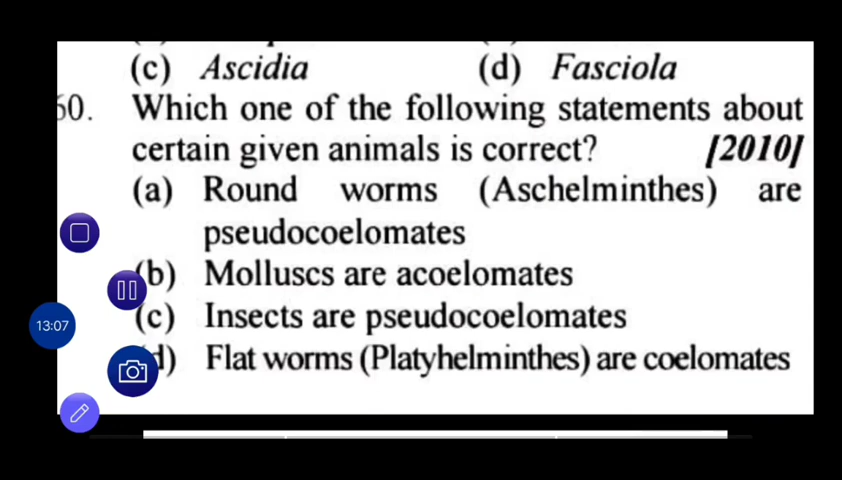 (c) Ascidia (d) Fasciola
60. Which one of the following statements about
certain given animals is correct? [2010]
(a) Round worms (Aschelminthes) are
pseudocoelomates
(b) Molluscs are acoelomates
(c) Insects are pseudocoelomates
13:07
d) Flat worms (Platyhelminthes) are coelomates